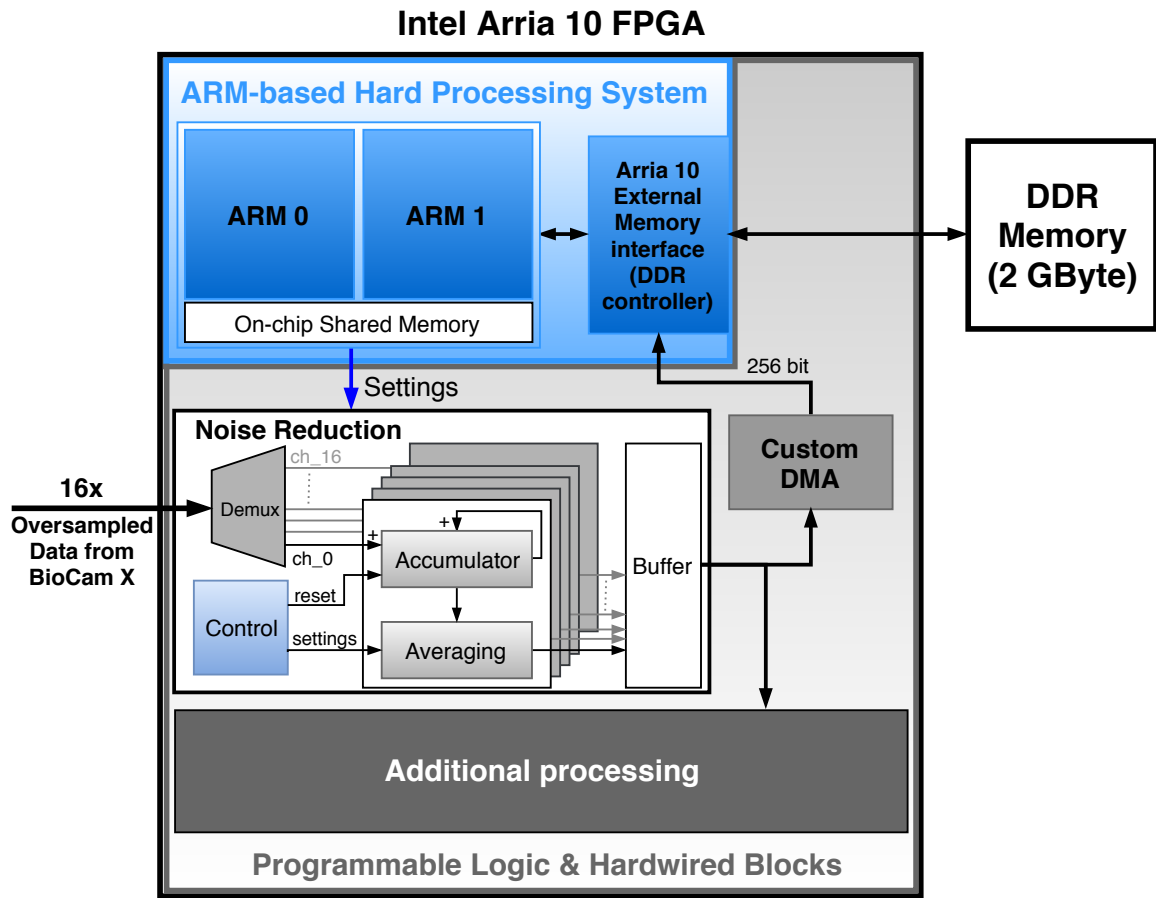 Intel Arria 10 FPGA
ARM-based Hard Processing System
ARM 0
ARM 1
On-chip Shared Memory
Arria 10
External
Memory
interface
(DDR
controller)
DDR
Memory
(2 GByte)
Settings
256 bit
Custom
DMA
Noise Reduction
ch_16
Demux
ch_0
16x
Oversampled
Data from
BioCam X
+
+
Accumulator
Averaging
Control
reset
settings
Buffer
Additional processing
Programmable Logic & Hardwired Blocks